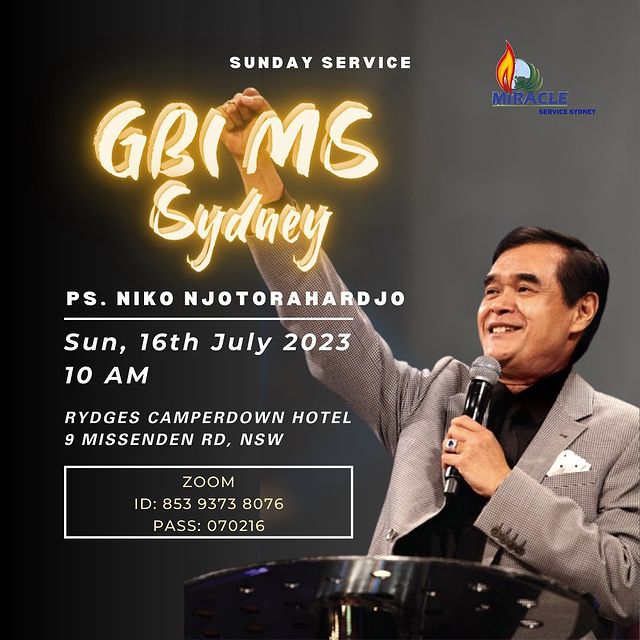 SUNDAY SERVICE
MiRACLE
SERVICE SYDNEY
GBI MS
Sydney
PS. NIKO NJOTORAHARDJO
Sun, 16th July 2023
10 AM
RYDGES CAMPERDOWN HOTEL
9 MISSENDEN RD, NSW
ZOOM
ID: 853 9373 8076
PASS: 070216